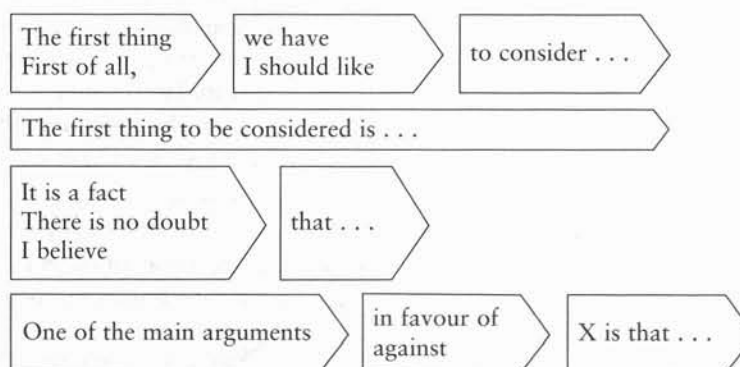 The first thing
First of all,
we have
I should like
to consider . . .
The first thing to be considered is . . .
It is a fact
There is no doubt
I believe
that . . .
One of the main arguments
in favour of
against
X is that . . .